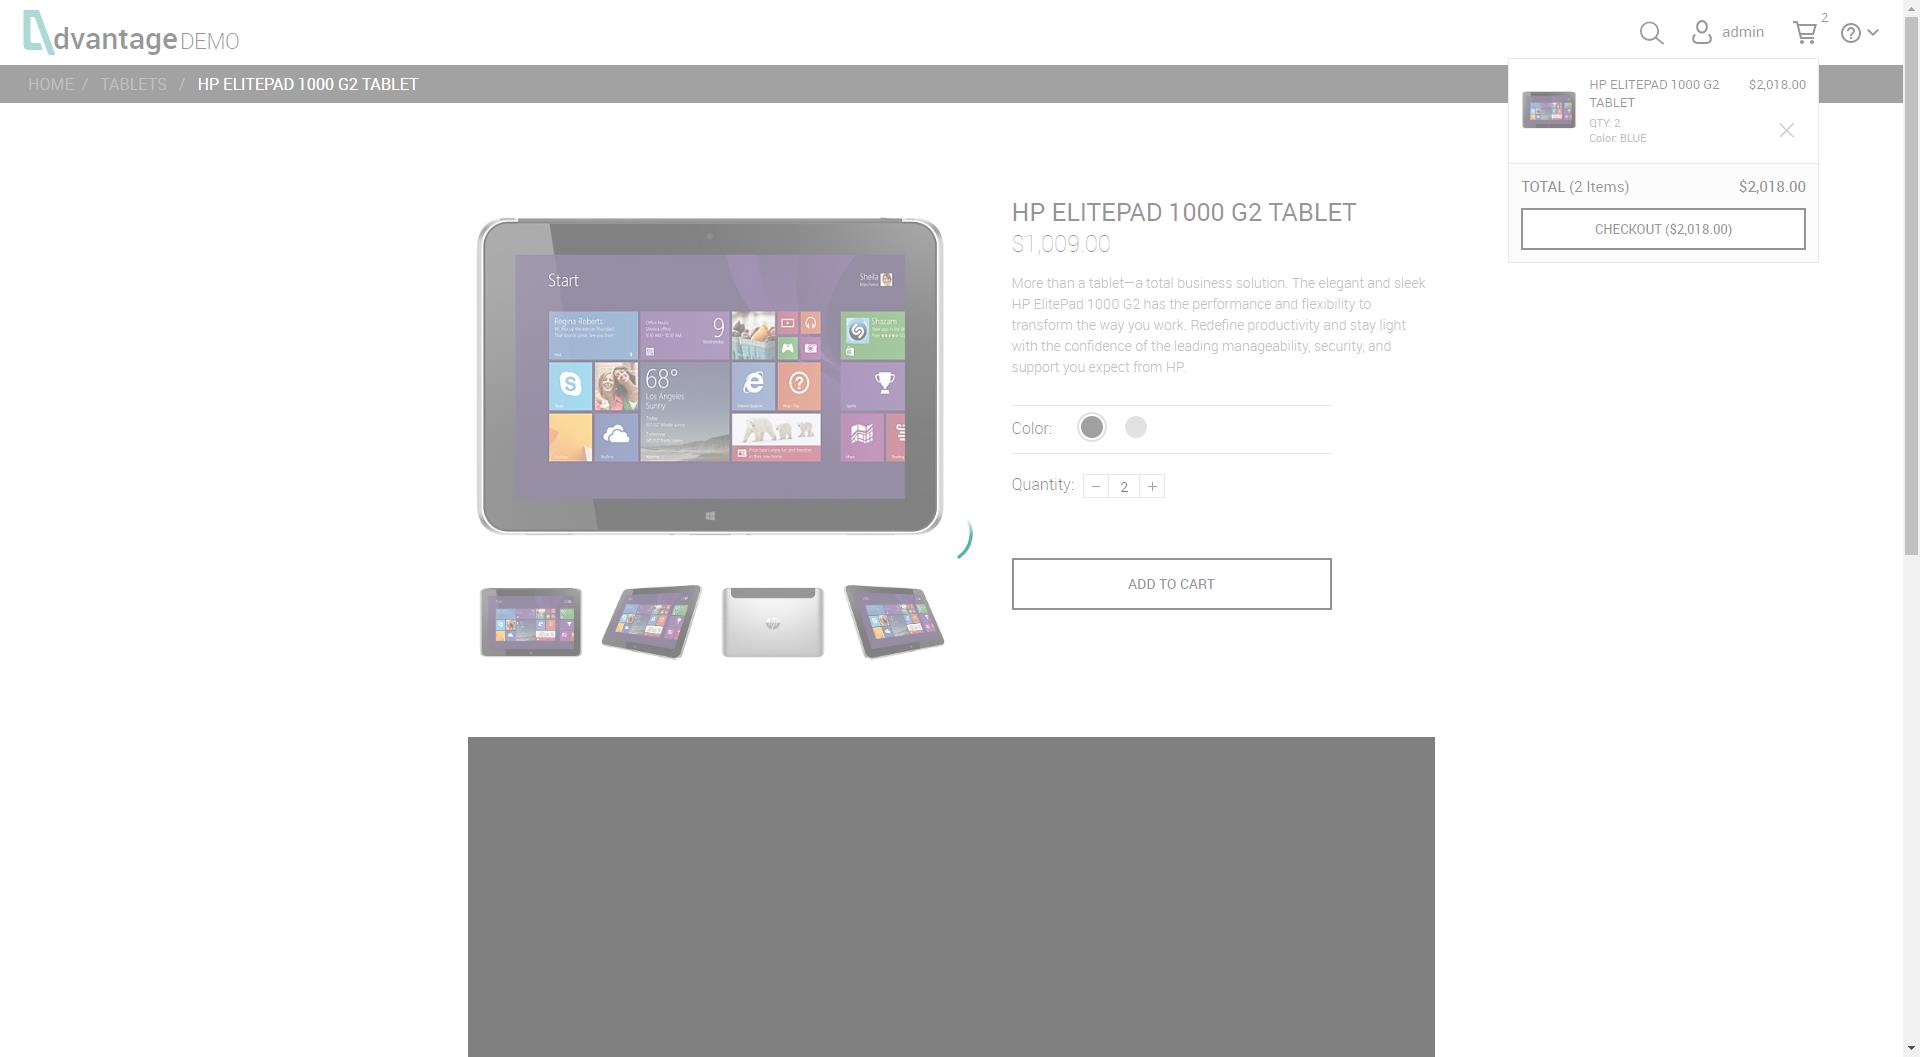 dvantage DEMO
admin
2
HOME / TABLETS / HP ELITEPAD 1000 G2 TABLET
HP ELITEPAD 1000 G2 TABLET
$2,018.00
QTY: 2
Color: BLUE
TOTAL (2 Items) $2,018.00
CHECKOUT ($2,018.00)
HP ELITEPAD 1000 G2 TABLET
$1,009.00
More than a tablet—a total business solution. The elegant and sleek
HP ElitePad 1000 G2 has the performance and flexibility to
transform the way you work. Redefine productivity and stay light
with the confidence of the leading manageability, security, and
support you expect from HP.
Color:
Quantity: − 2 +
ADD TO CART
Start
Sheila
Regina Roberts
9
Wednesday
Shazam
68°
Los Angeles
Sunny
Today
Tomorrow